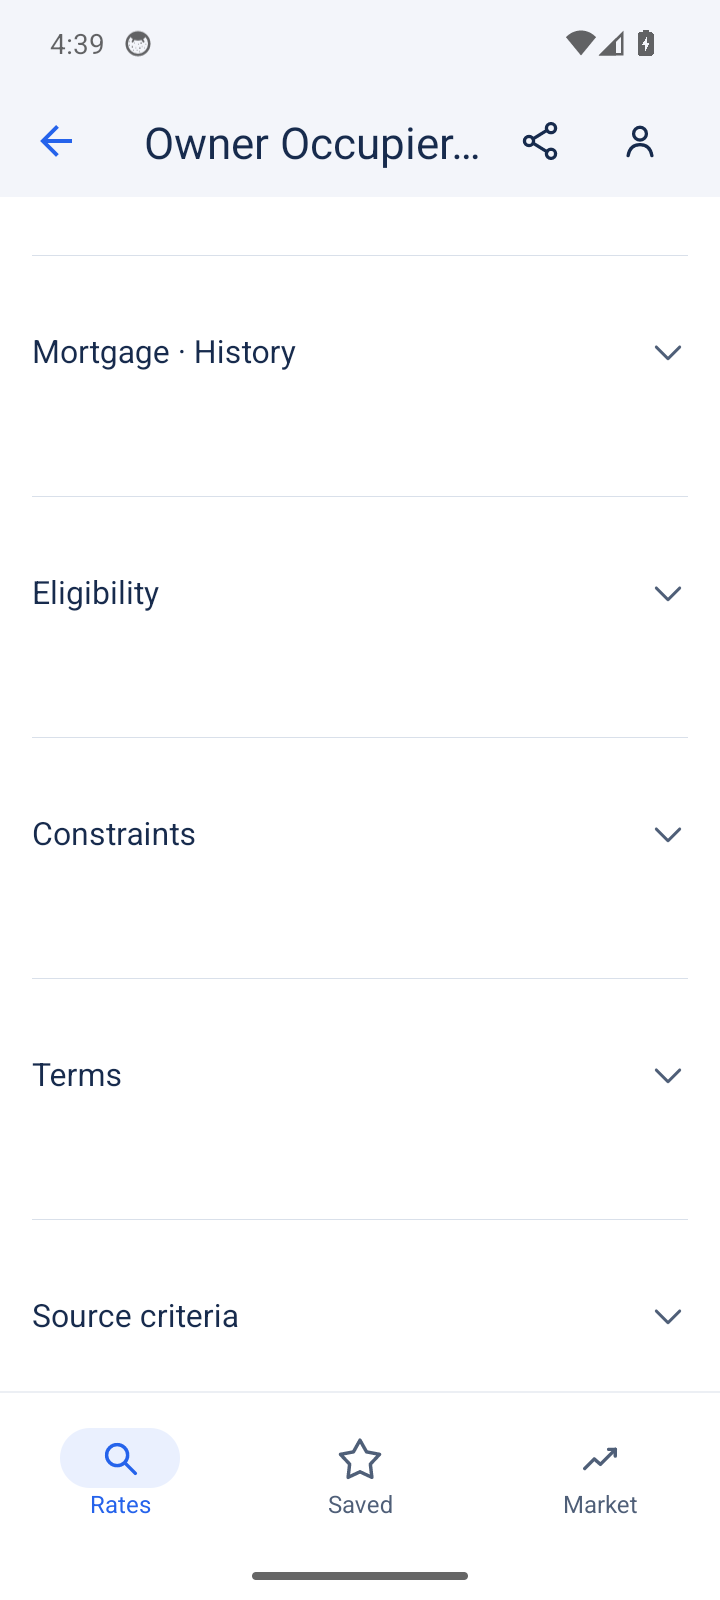 4:39
Owner Occupier...
Mortgage · History
Eligibility
Constraints
Terms
Source criteria
Rates
Saved
Market